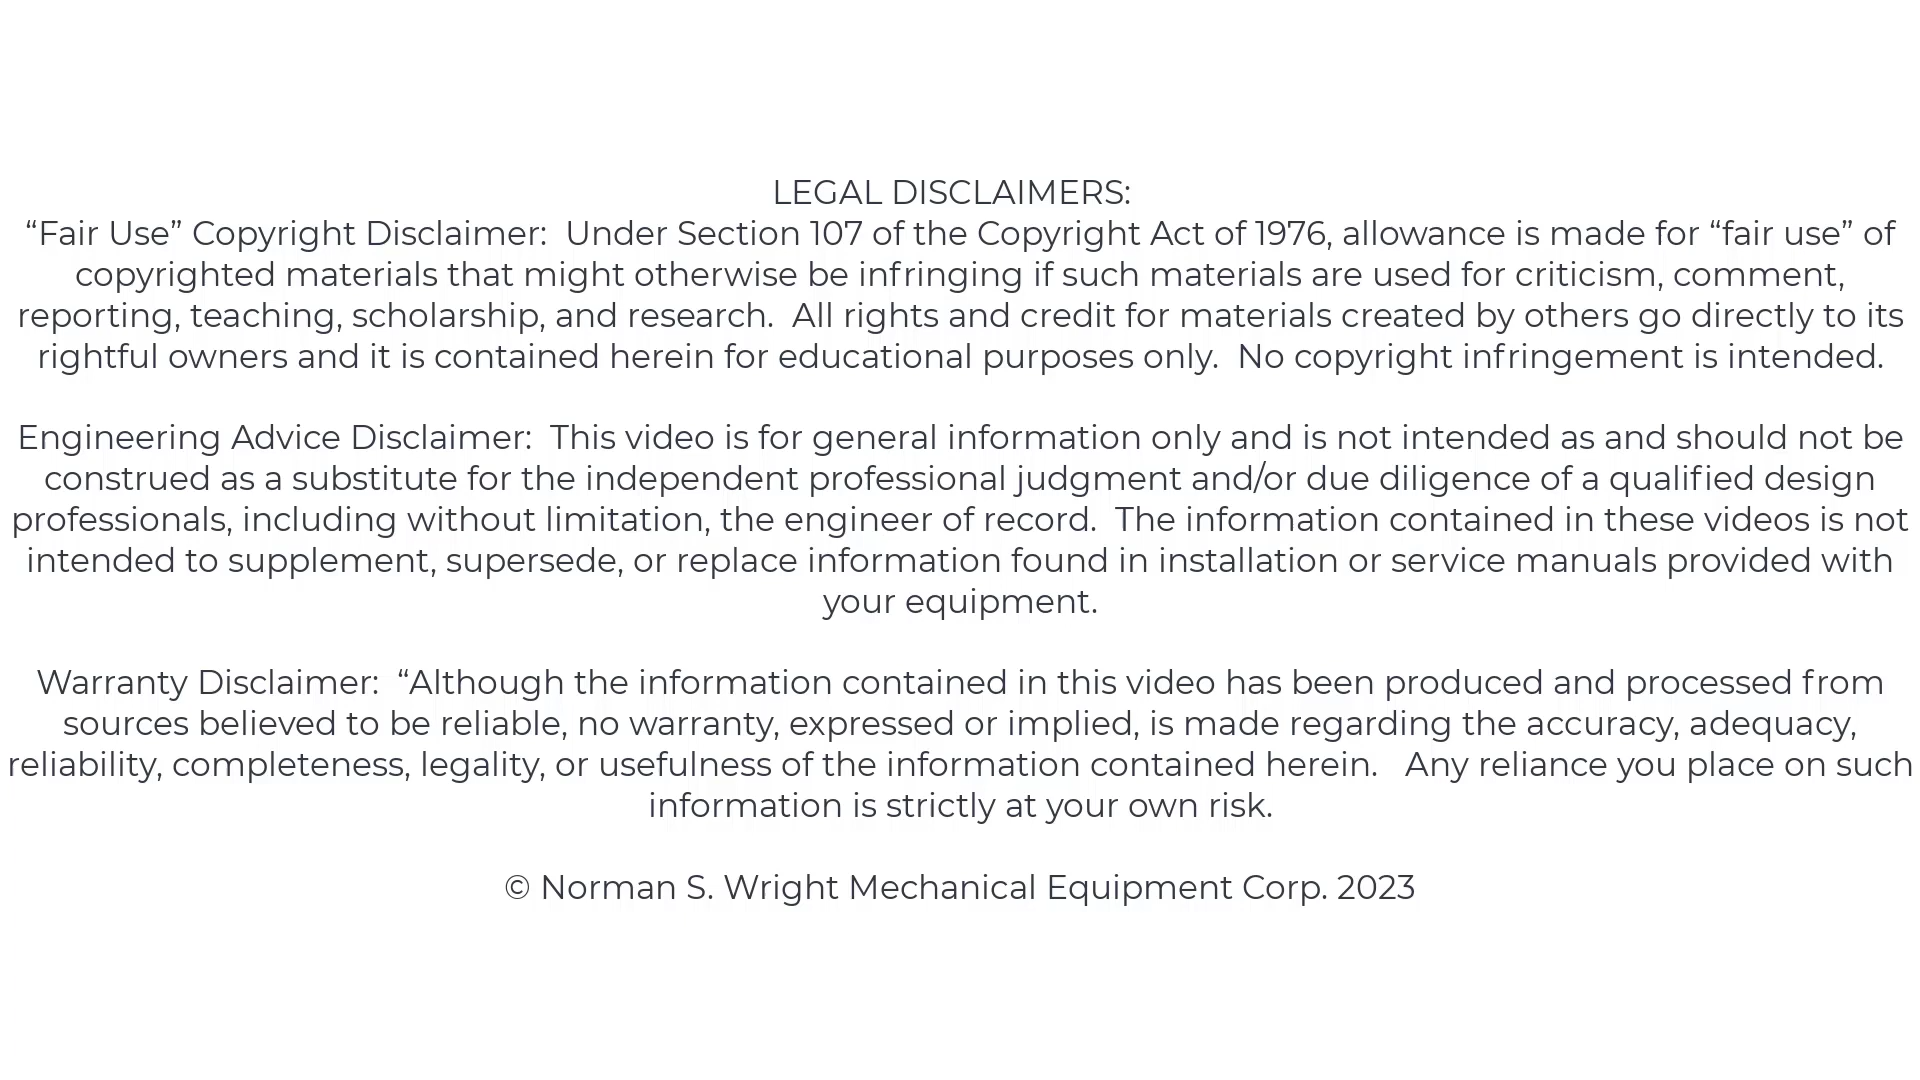 LEGAL DISCLAIMERS:
“Fair Use” Copyright Disclaimer:  Under Section 107 of the Copyright Act of 1976, allowance is made for “fair use” of
copyrighted materials that might otherwise be infringing if such materials are used for criticism, comment,
reporting, teaching, scholarship, and research.  All rights and credit for materials created by others go directly to its
rightful owners and it is contained herein for educational purposes only.  No copyright infringement is intended.
Engineering Advice Disclaimer:  This video is for general information only and is not intended as and should not be
construed as a substitute for the independent professional judgment and/or due diligence of a qualified design
professionals, including without limitation, the engineer of record.  The information contained in these videos is not
intended to supplement, supersede, or replace information found in installation or service manuals provided with
your equipment.
Warranty Disclaimer:  “Although the information contained in this video has been produced and processed from
sources believed to be reliable, no warranty, expressed or implied, is made regarding the accuracy, adequacy,
reliability, completeness, legality, or usefulness of the information contained herein.   Any reliance you place on such
information is strictly at your own risk.
© Norman S. Wright Mechanical Equipment Corp. 2023